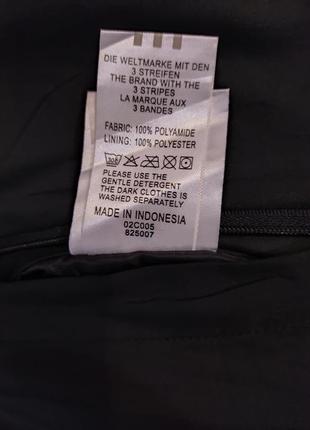 DIE WELTMARKE MIT DEN
3 STREIFEN
THE BRAND WITH THE
3 STRIPES
LA MARQUE AUX
3 BANDES
FABRIC: 100% POLYAMIDE
LINING: 100% POLYESTER
PLEASE USE THE
GENTLE DETERGENT
THE DARK CLOTHES IS
WASHED SEPARATELY
MADE IN INDONESIA
02C005
825007